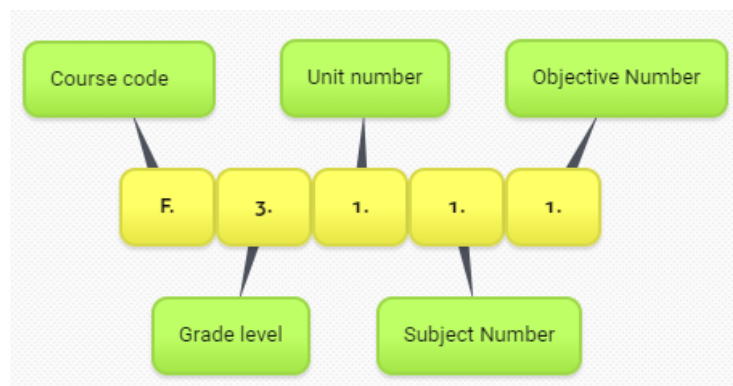 Course code
Unit number
Objective Number
F. 3. 1. 1. 1.
Grade level
Subject Number